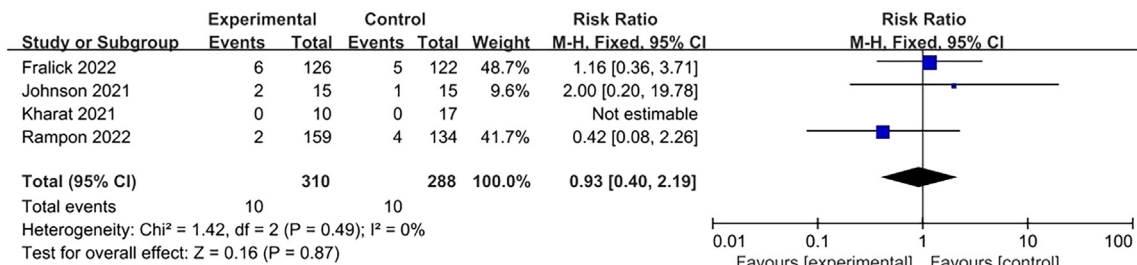 Experimental Control Risk Ratio Risk Ratio
Study or Subgroup Events Total Events Total Weight M-H, Fixed, 95% CI M-H, Fixed, 95% CI
Fralick 2022 6 126 5 122 48.7% 1.16 [0.36, 3.71]
Johnson 2021 2 15 1 15 9.6% 2.00 [0.20, 19.78]
Kharat 2021 0 10 0 17 Not estimable
Rampon 2022 2 159 4 134 41.7% 0.42 [0.08, 2.26]
Total (95% CI) 310 288 100.0% 0.93 [0.40, 2.19]
Total events 10 10
Heterogeneity: Chi² = 1.42, df = 2 (P = 0.49); I² = 0%
Test for overall effect: Z = 0.16 (P = 0.87)
0.01 0.1 1 10 100
Favours [experimental] Favours [control]